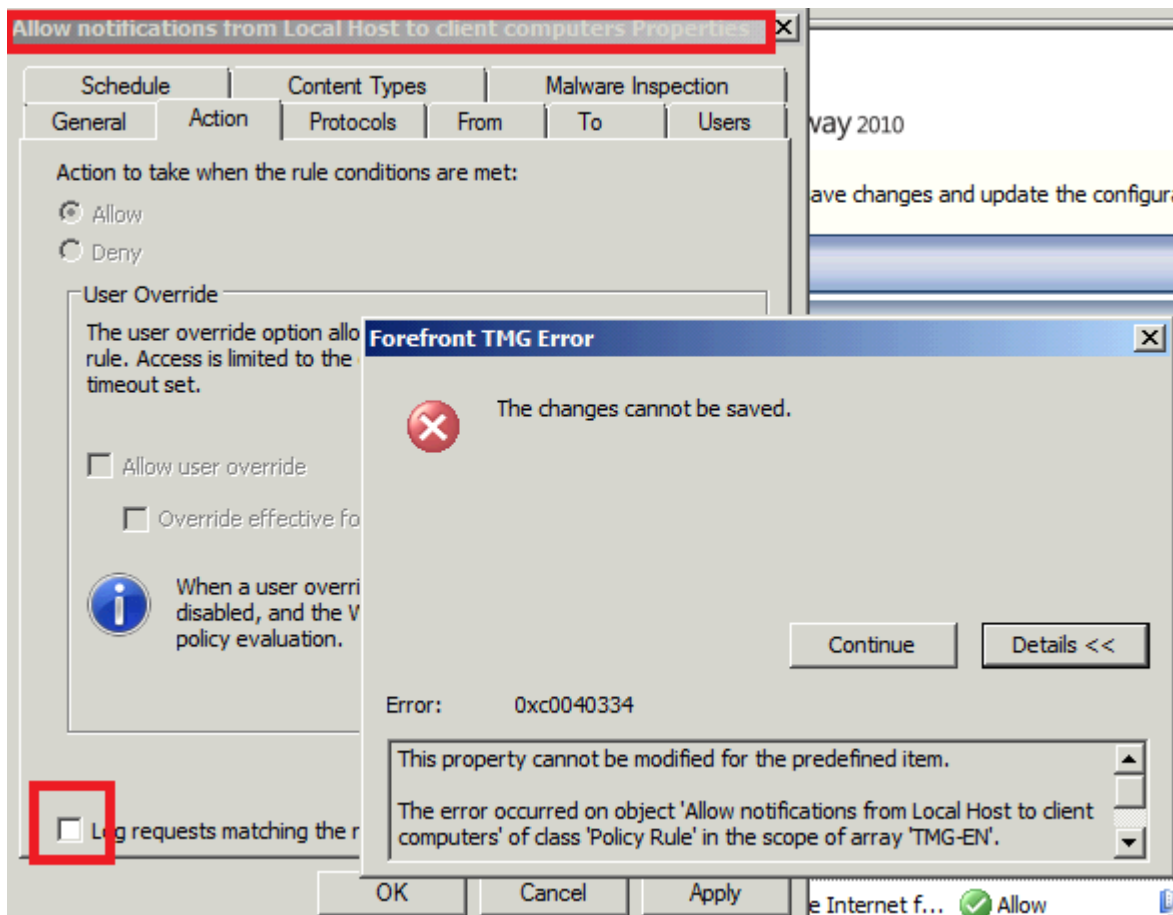 Allow notifications from Local Host to client computers Properties
Schedule
Content Types
Malware Inspection
General
Action
Protocols
From
To
Users
Action to take when the rule conditions are met:
Allow
Deny
User Override
The user override option allo
rule. Access is limited to the
timeout set.
Allow user override
Override effective fo
When a user overri
disabled, and the W
policy evaluation.
Log requests matching the r
OK
Cancel
Apply
way 2010
ave changes and update the configura
Forefront TMG Error
The changes cannot be saved.
Continue
Details <<
Error: 0xc0040334
This property cannot be modified for the predefined item.
The error occurred on object 'Allow notifications from Local Host to client
computers' of class 'Policy Rule' in the scope of array 'TMG-EN'.
e Internet f...
Allow